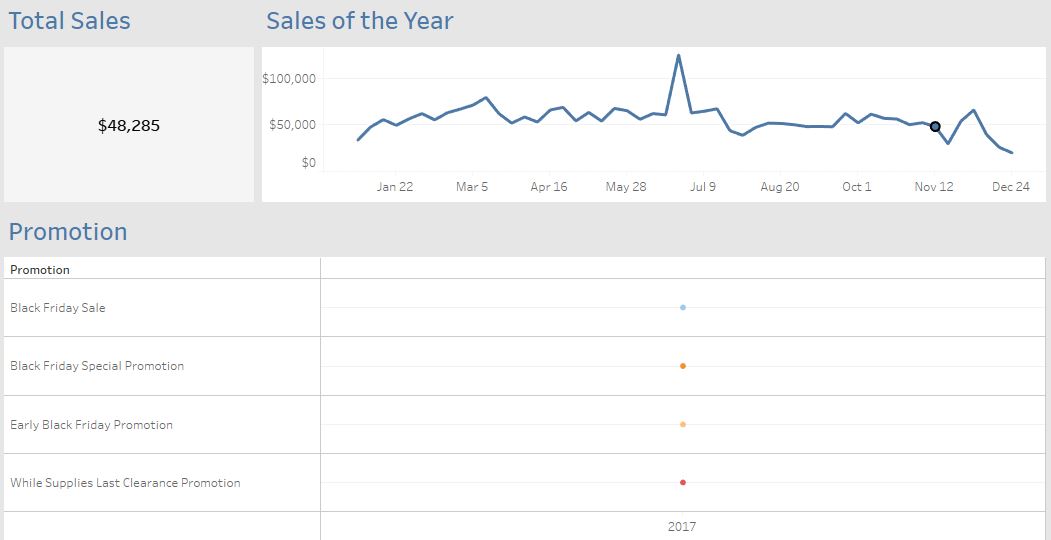 Total Sales
Sales of the Year
$48,285
$100,000
$50,000
$0
Jan 22
Mar 5
Apr 16
May 28
Jul 9
Aug 20
Oct 1
Nov 12
Dec 24
Promotion
Promotion
Black Friday Sale
Black Friday Special Promotion
Early Black Friday Promotion
While Supplies Last Clearance Promotion
2017